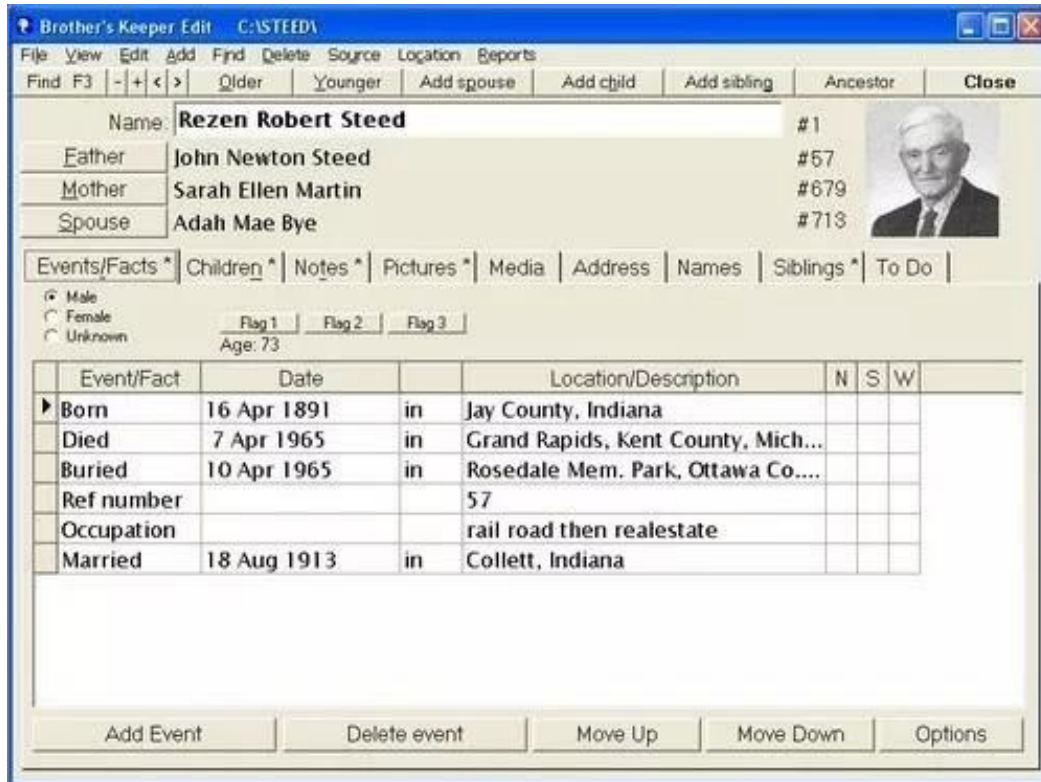 Brother's Keeper Edit C:\STEED\
File View Edit Add Find Delete Source Location Reports
Find F3 - + < > Older Younger Add spouse Add child Add sibling Ancestor Close
Name: Rezen Robert Steed #1
Father John Newton Steed #57
Mother Sarah Ellen Martin #679
Spouse Adah Mae Bye #713
Events/Facts * Children * Notes * Pictures * Media Address Names Siblings * To Do
Male
Female
Unknown
Flag 1 Flag 2 Flag 3
Age: 73
Event/Fact Date Location/Description N S W
Born 16 Apr 1891 in Jay County, Indiana
Died 7 Apr 1965 in Grand Rapids, Kent County, Mich...
Buried 10 Apr 1965 in Rosedale Mem. Park, Ottawa Co....
Ref number 57
Occupation rail road then realestate
Married 18 Aug 1913 in Collett, Indiana
Add Event Delete event Move Up Move Down Options